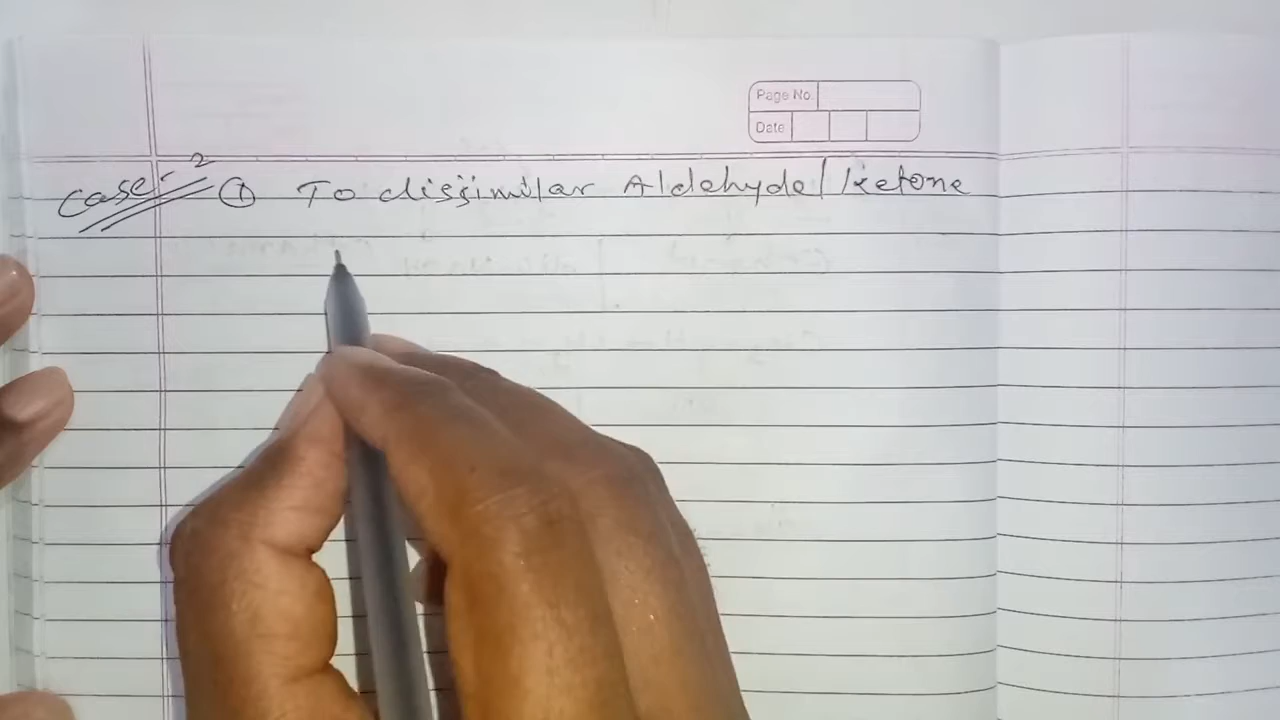 Page No.
Date
Case-2 ① To dissimilar Aldehyde/Ketone